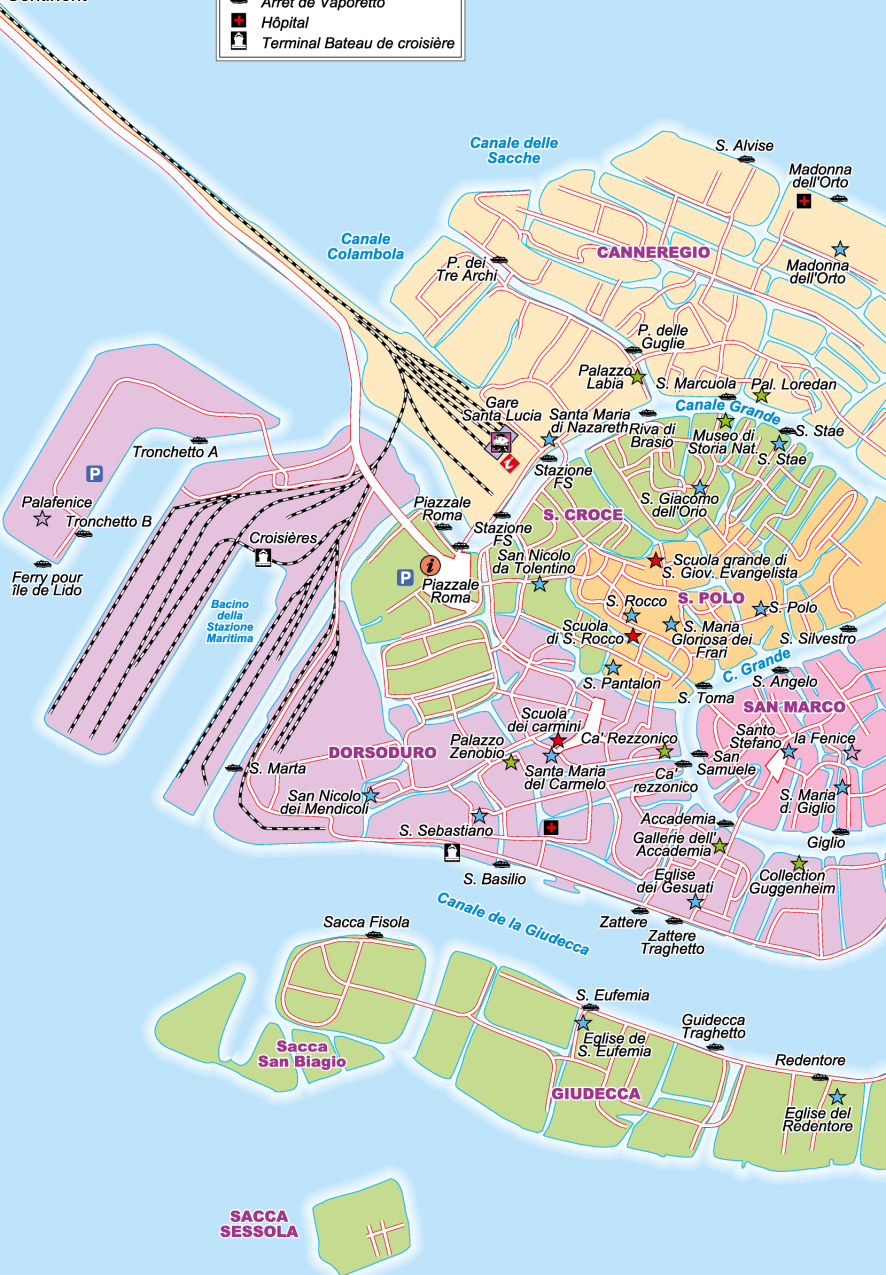 Arrêt de Vaporetto
Hôpital
Terminal Bateau de croisière
Canale delle
Sacche
S. Alvise
Madonna
dell'Orto
Canale
Colambola
CANNEREGIO
P. dei
Tre Archi
Madonna
dell'Orto
P. delle
Guglie
Palazzo
Labia
S. Marcuola
Pal. Loredan
Gare
Santa Lucia
Santa Maria
di Nazareth
Canale Grande
Riva di
Brasio
Museo di
Storia Nat.
S. Stae
S. Stae
Tronchetto A
P
Stazione
FS
Palafenice
Tronchetto B
Piazzale
Roma
S. CROCE
S. Giacomo
dell'Orio
Stazione
FS
Croisières
San Nicolo
da Tolentino
Scuola grande di
S. Giov. Evangelista
Ferry pour
île de Lido
P
i
Piazzale
Roma
Bacino
della
Stazione
Maritima
S. Rocco
S. POLO
S. Polo
Scuola
di S. Rocco
S. Maria
Gloriosa dei
Frari
S. Silvestro
S. Pantalon
C. Grande
S. Toma
S. Angelo
SAN MARCO
Scuola
dei carmini
DORSODURO
Palazzo
Zenobio
Ca' Rezzonico
Santo
Stefano
la Fenice
San
Samuele
S. Marta
Santa Maria
del Carmelo
Ca'
rezzonico
San Nicolo
dei Mendicoli
S. Maria
d. Giglio
S. Sebastiano
Accademia
Gallerie dell'
Accademia
Giglio
S. Basilio
Eglise
dei Gesuati
Collection
Guggenheim
Canale de la Giudecca
Zattere
Zattere
Traghetto
Sacca Fisola
S. Eufemia
Eglise de
S. Eufemia
Guidecca
Traghetto
Sacca
San Biagio
Redentore
GIUDECCA
Eglise del
Redentore
SACCA
SESSOLA